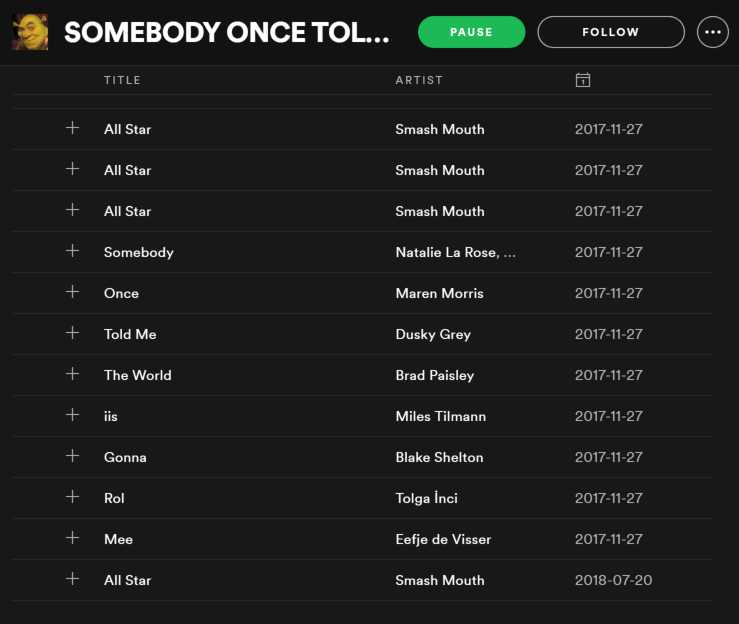 SOMEBODY ONCE TOL... PAUSE FOLLOW
TITLE ARTIST 1
All Star Smash Mouth 2017-11-27
All Star Smash Mouth 2017-11-27
All Star Smash Mouth 2017-11-27
Somebody Natalie La Rose, ... 2017-11-27
Once Maren Morris 2017-11-27
Told Me Dusky Grey 2017-11-27
The World Brad Paisley 2017-11-27
iis Miles Tilmann 2017-11-27
Gonna Blake Shelton 2017-11-27
Rol Tolga İnci 2017-11-27
Mee Eefje de Visser 2017-11-27
All Star Smash Mouth 2018-07-20